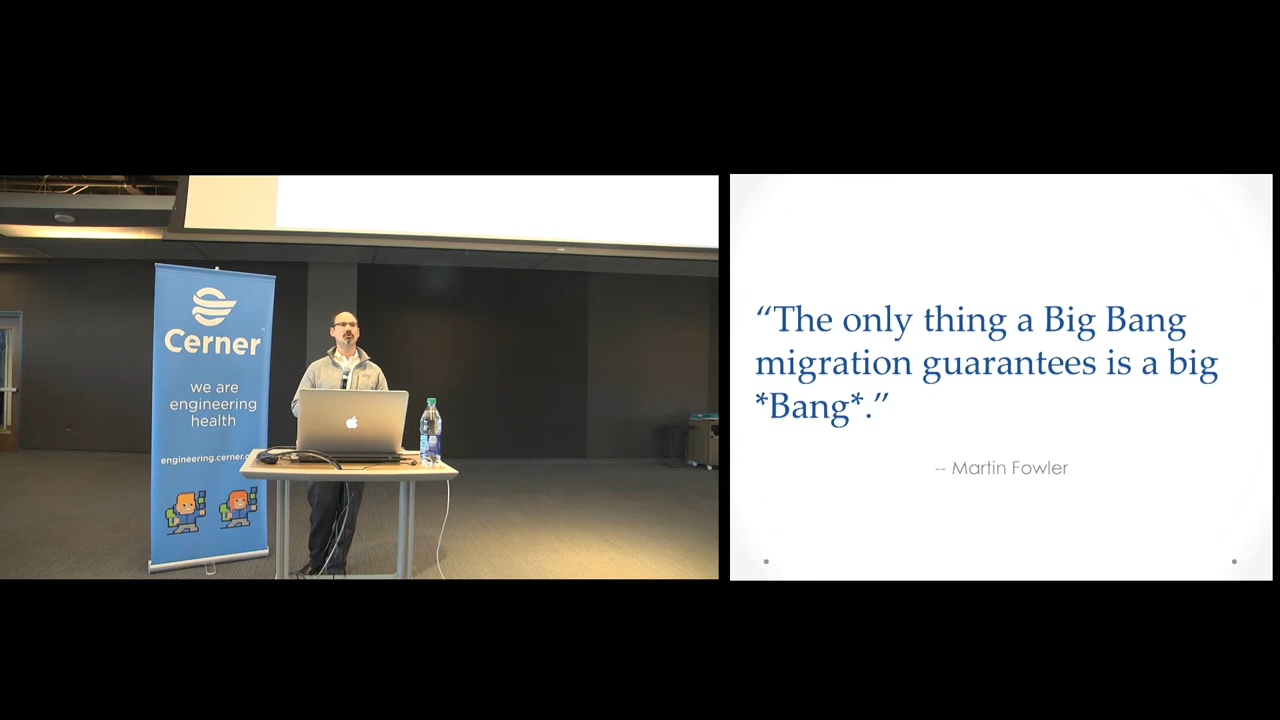 Cerner
we are
engineering
health
engineering.cerner.c
“The only thing a Big Bang
migration guarantees is a big
*Bang*.”
-- Martin Fowler